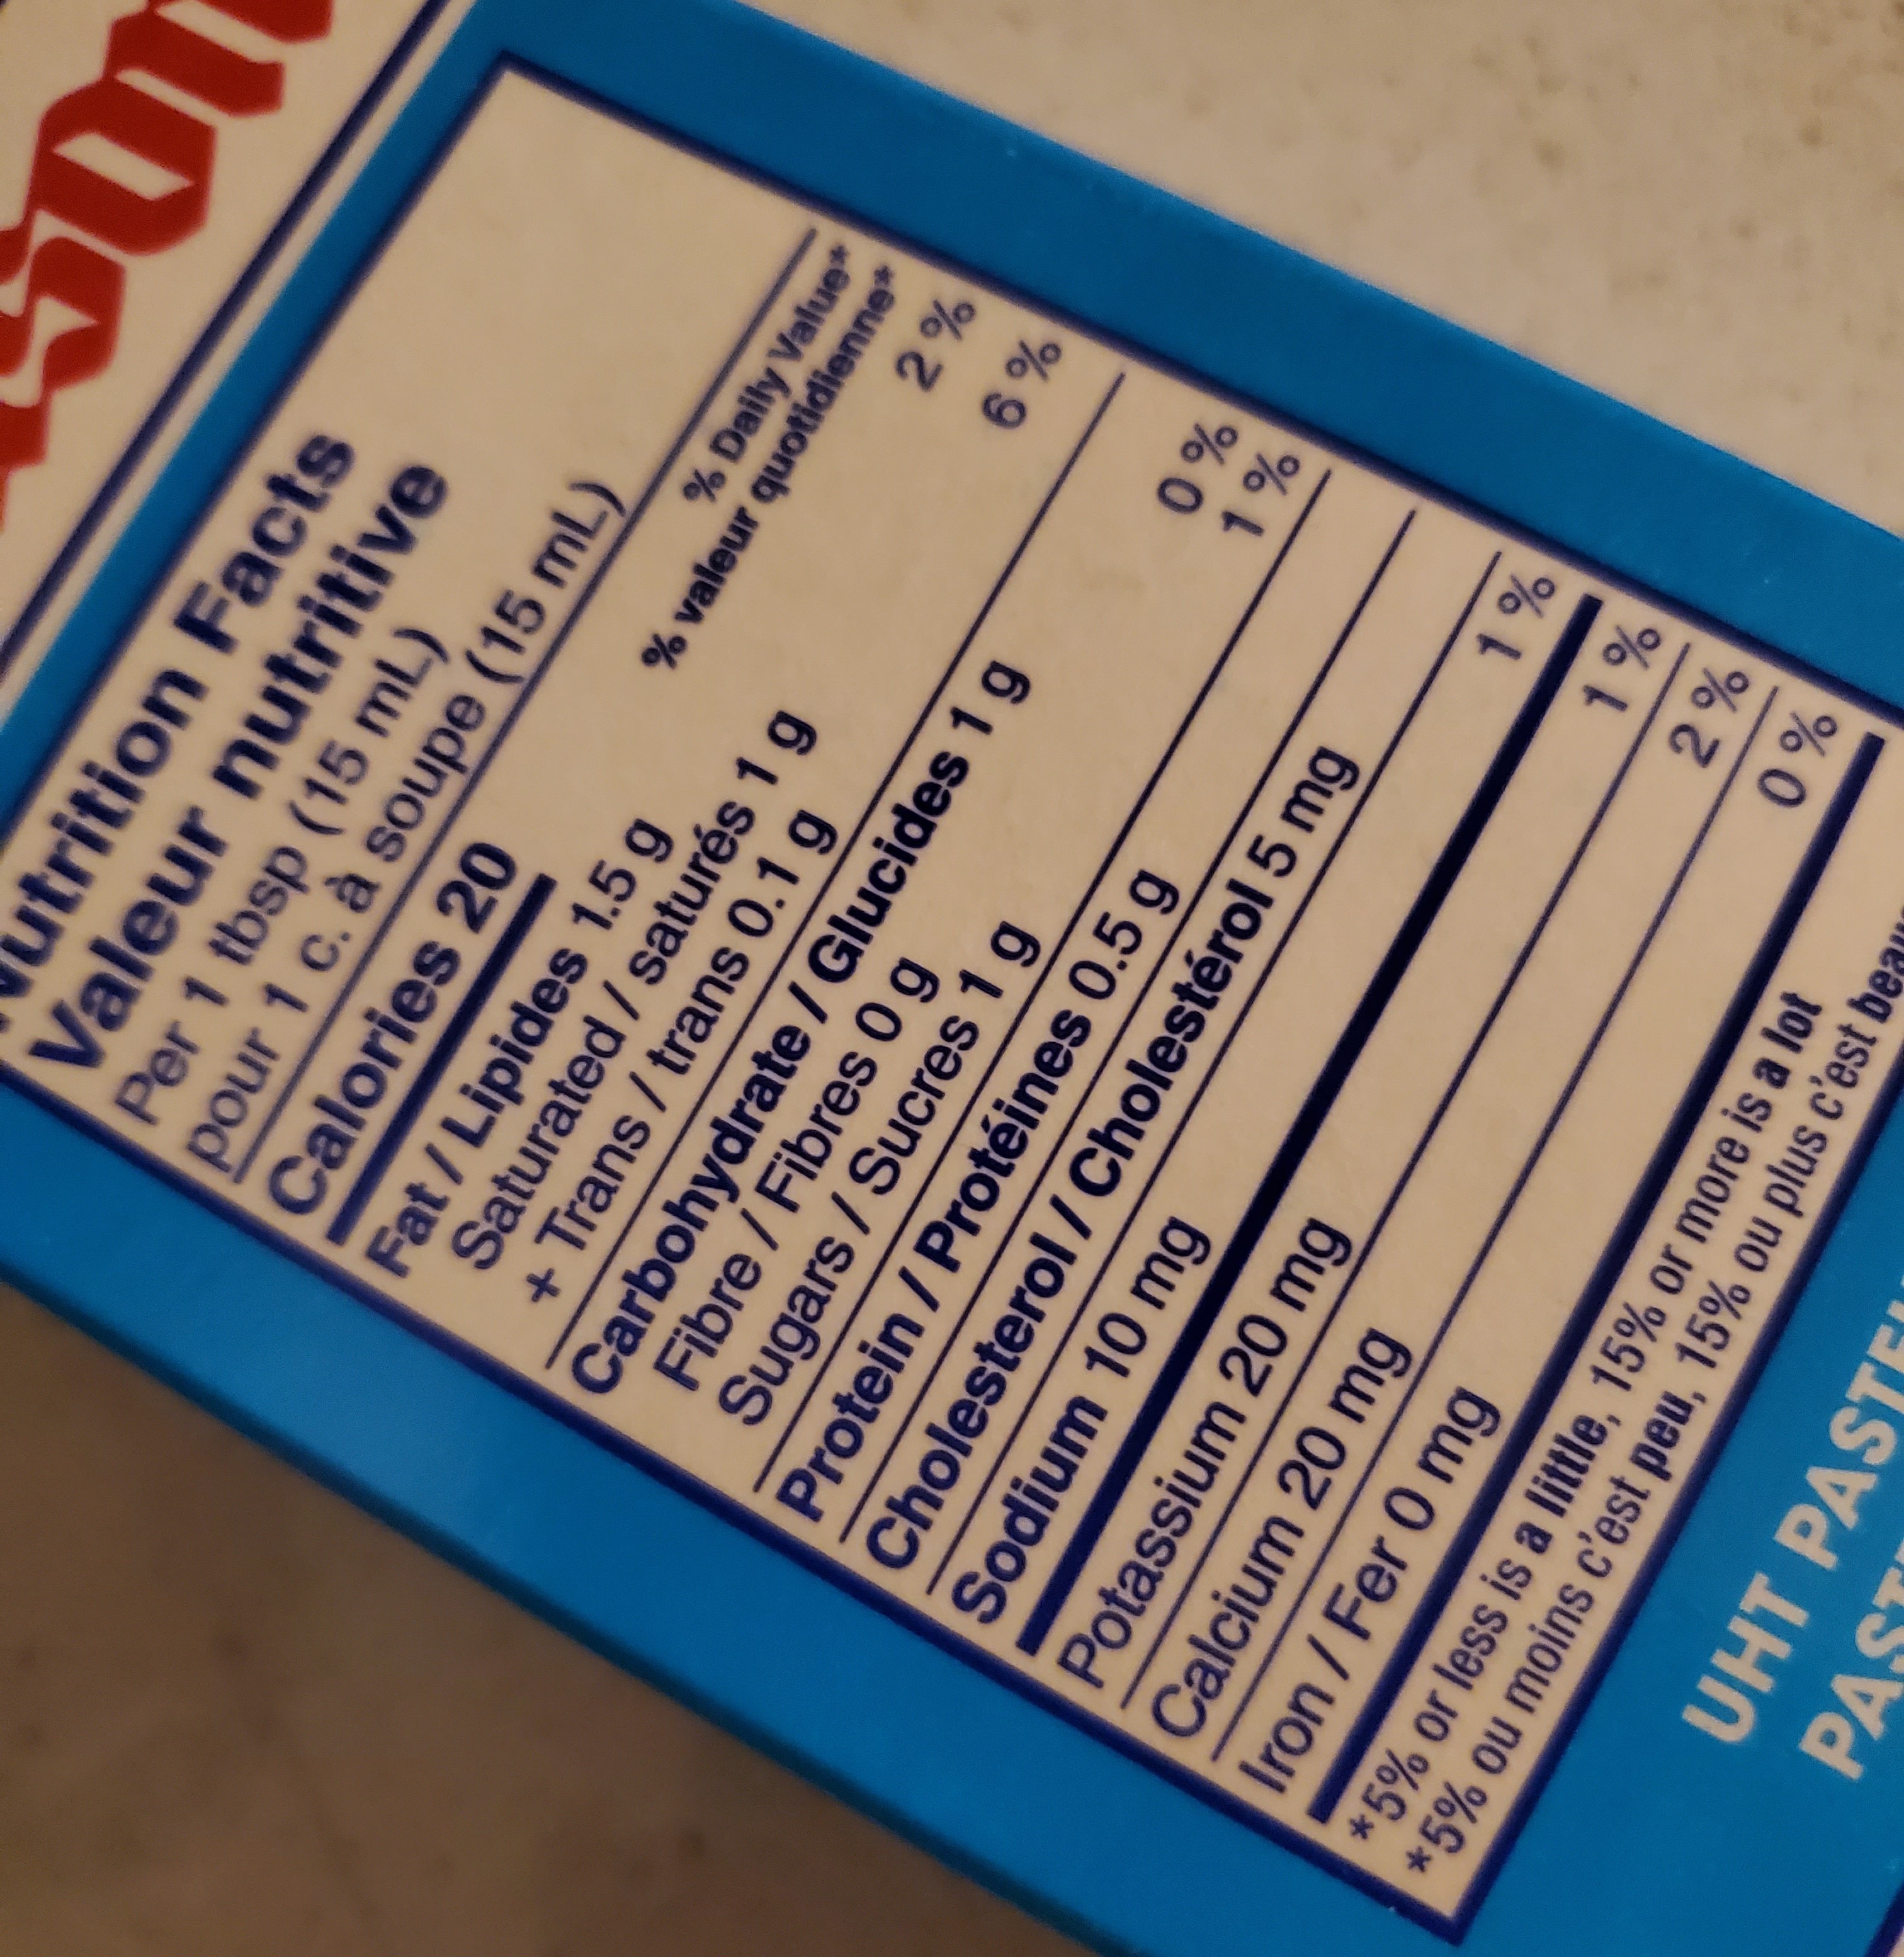 Nutrition Facts
Valeur nutritive
Per 1 tbsp (15 mL)
pour 1 c. à soupe (15 mL)
Calories 20
% Daily Value*
% valeur quotidienne*
Fat / Lipides 1.5 g 2 %
Saturated / saturés 1 g
+ Trans / trans 0.1 g 6 %
Carbohydrate / Glucides 1 g
Fibre / Fibres 0 g 0 %
Sugars / Sucres 1 g 1 %
Protein / Protéines 0.5 g
Cholesterol / Cholestérol 5 mg
Sodium 10 mg 1 %
Potassium 20 mg 1 %
Calcium 20 mg 2 %
Iron / Fer 0 mg 0 %
*5% or less is a little, 15% or more is a lot
*5% ou moins c'est peu, 15% ou plus c'est
UHT